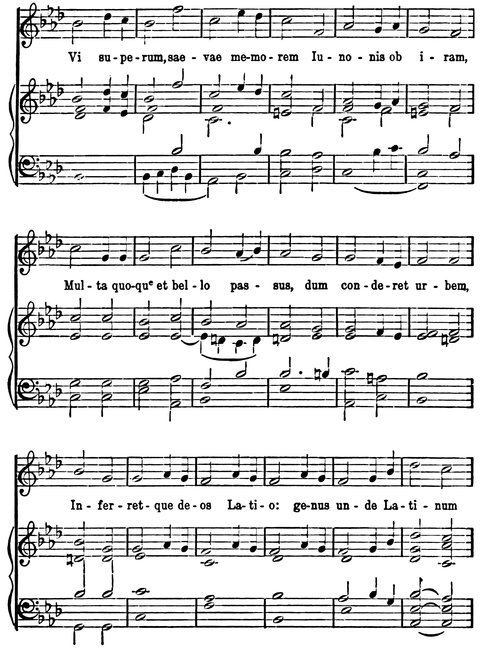 Vi su-pe-rum, sae-vae me-mo-rem Iu-no-nis ob i-ram,
Mul-ta quo-quᵉ et bel-lo pas-sus, dum con-de-ret ur-bem,
In-fer-ret-que de-os La-ti-o: ge-nus un-de La-ti-num